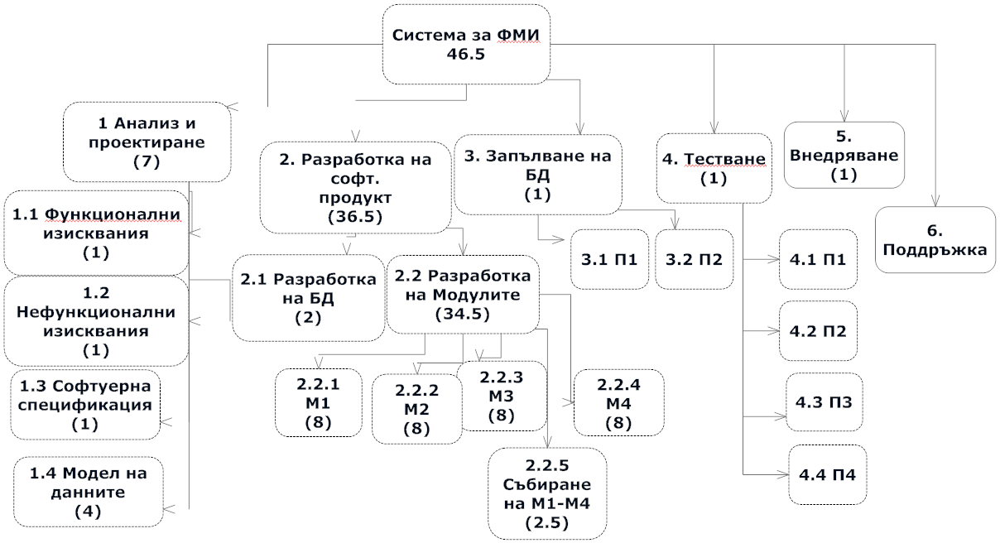 Система за ФМИ
46.5
1 Анализ и
проектиране
(7)
2. Разработка на
софт.
продукт
(36.5)
3. Запълване на
БД
(1)
4. Тестване
(1)
5.
Внедряване
(1)
6.
Поддръжка
1.1 Функционални
изисквания
(1)
1.2
Нефункционални
изисквания
(1)
1.3 Софтуерна
спецификация
(1)
1.4 Модел на
данните
(4)
2.1 Разработка
на БД
(2)
2.2 Разработка
на Модулите
(34.5)
2.2.1
М1
(8)
2.2.2
М2
(8)
2.2.3
М3
(8)
2.2.4
М4
(8)
2.2.5
Събиране
на М1-М4
(2.5)
3.1 П1
3.2 П2
4.1 П1
4.2 П2
4.3 П3
4.4 П4